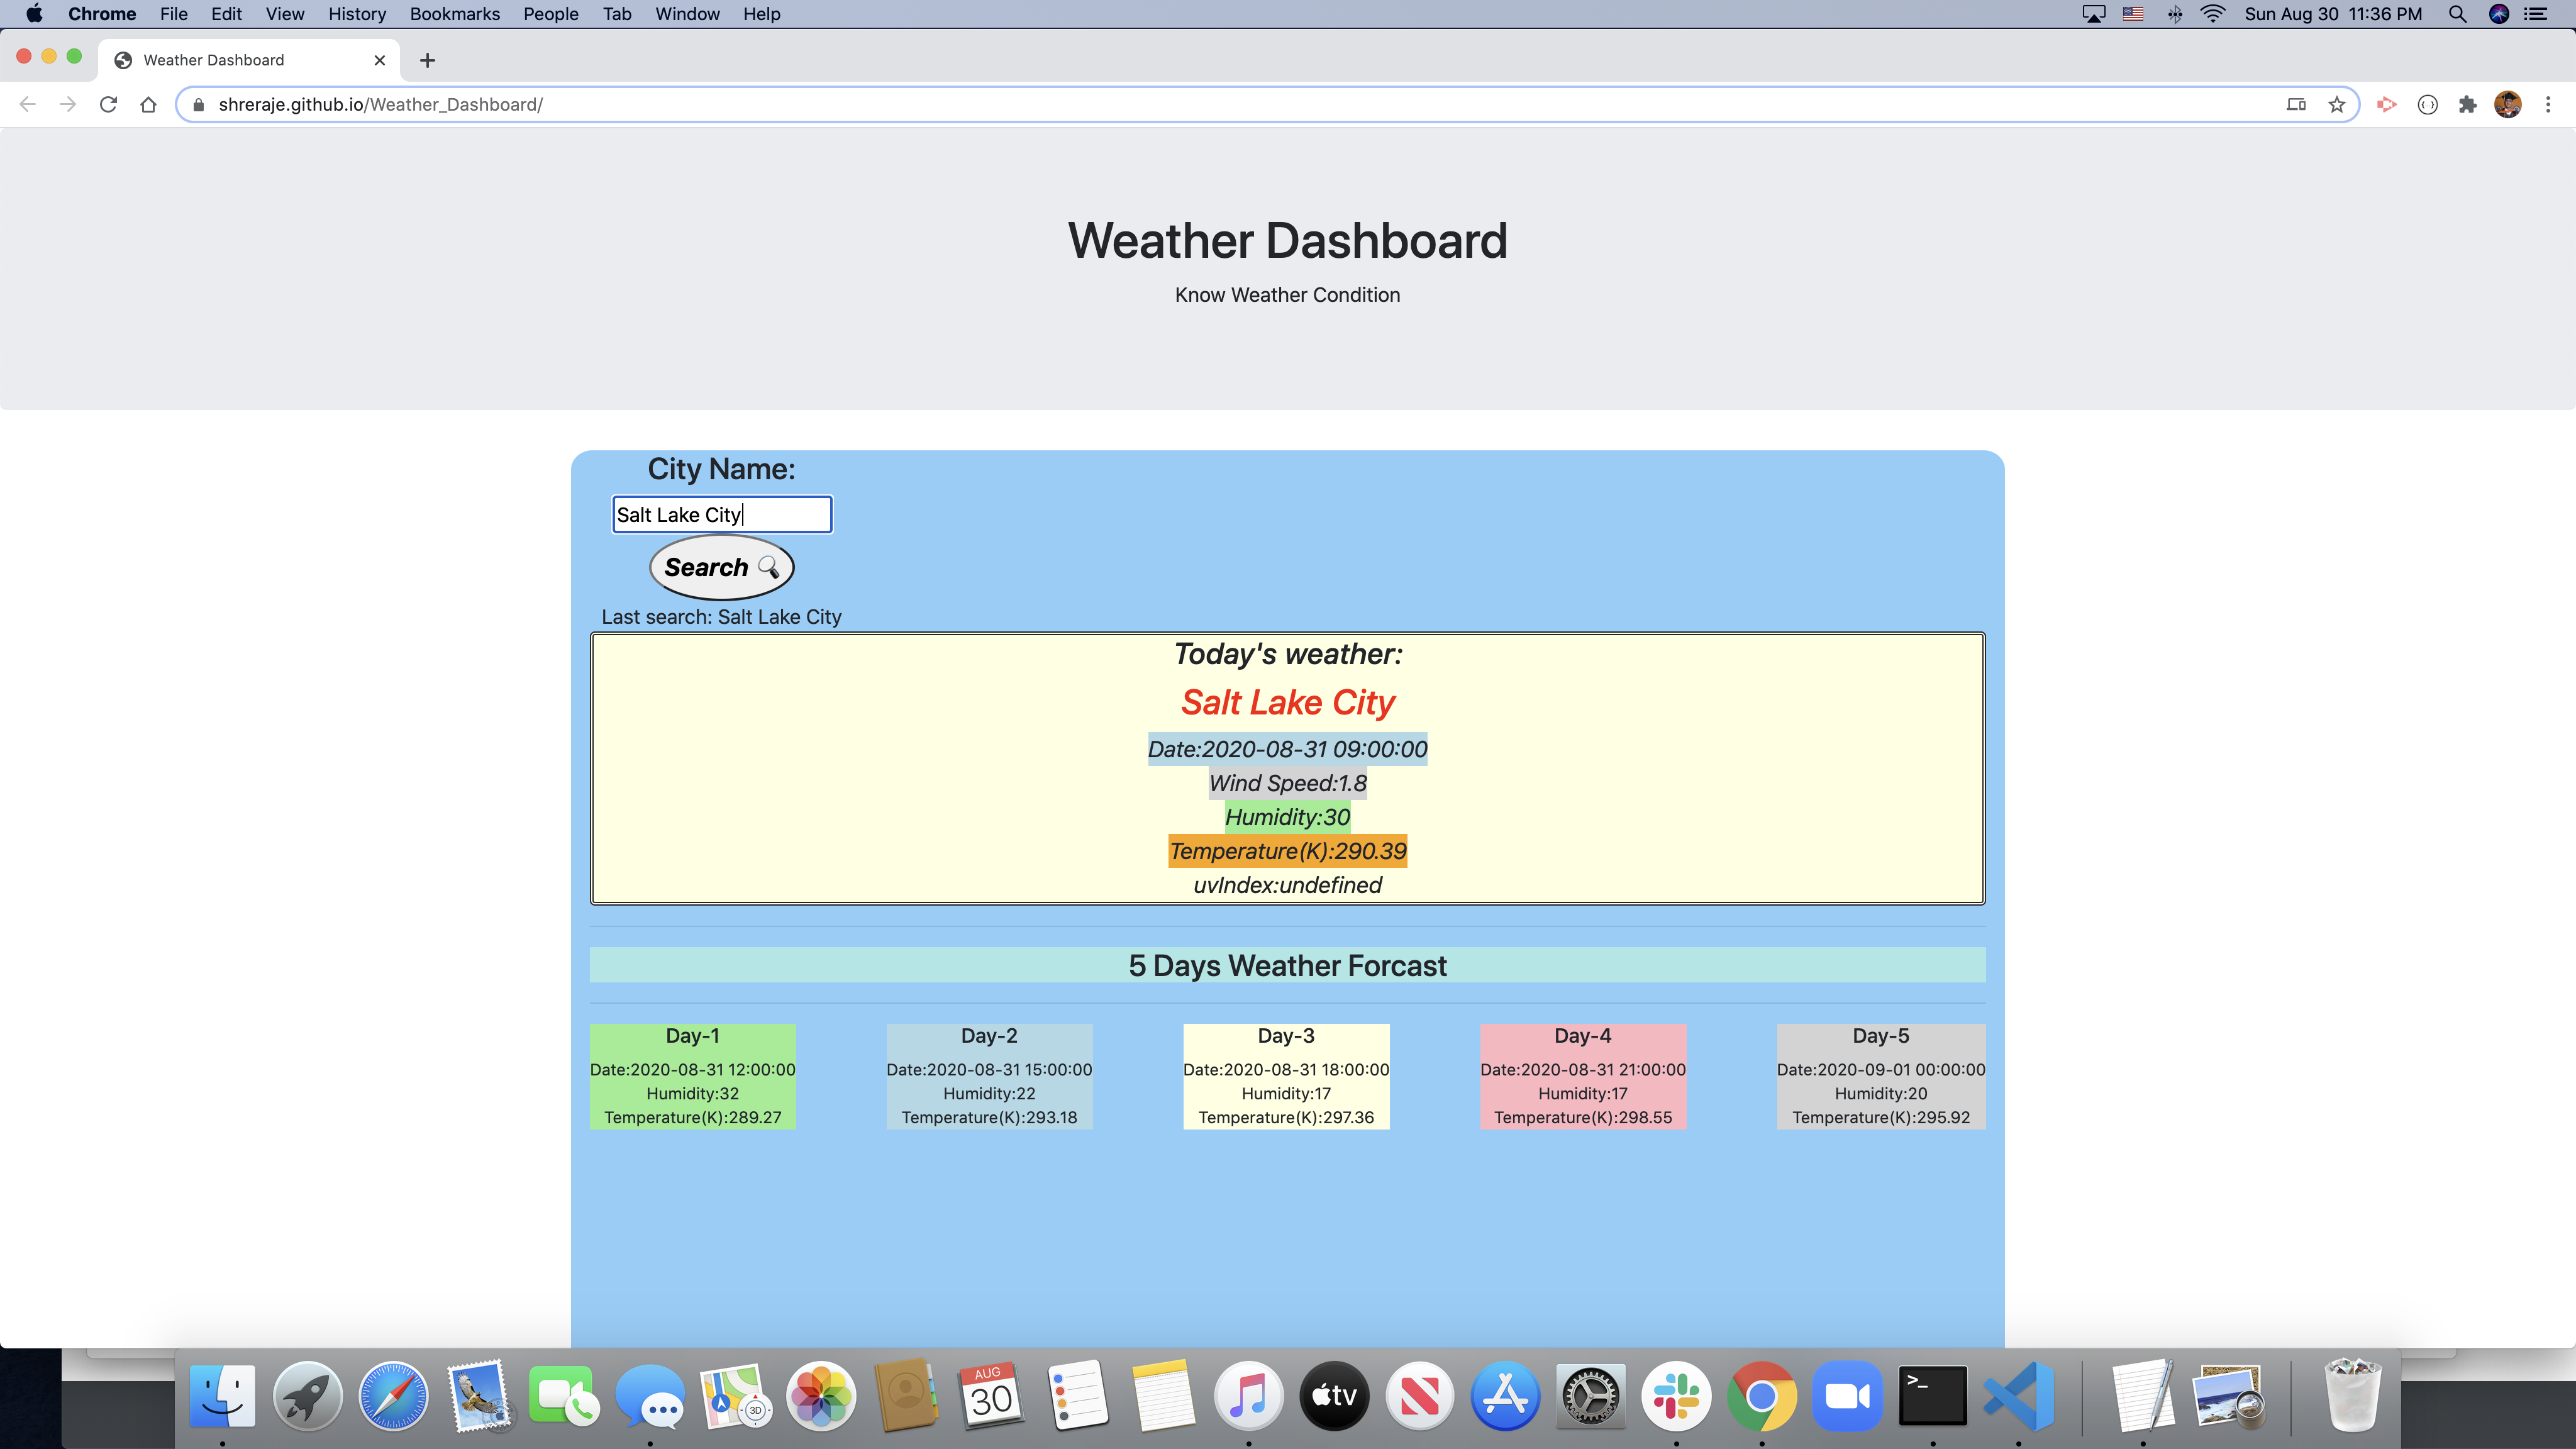 Chrome File Edit View History Bookmarks People Tab Window Help Sun Aug 30 11:36 PM
Weather Dashboard
shreraje.github.io/Weather_Dashboard/
Weather Dashboard
Know Weather Condition
City Name:
Salt Lake City
Search
Last search: Salt Lake City
Today's weather:
Salt Lake City
Date:2020-08-31 09:00:00
Wind Speed:1.8
Humidity:30
Temperature(K):290.39
uvIndex:undefined
5 Days Weather Forcast
Day-1 Day-2 Day-3 Day-4 Day-5
Date:2020-08-31 12:00:00 Date:2020-08-31 15:00:00 Date:2020-08-31 18:00:00 Date:2020-08-31 21:00:00 Date:2020-09-01 00:00:00
Humidity:32 Humidity:22 Humidity:17 Humidity:17 Humidity:20
Temperature(K):289.27 Temperature(K):293.18 Temperature(K):297.36 Temperature(K):298.55 Temperature(K):295.92
AUG
30
3D
tv
>_